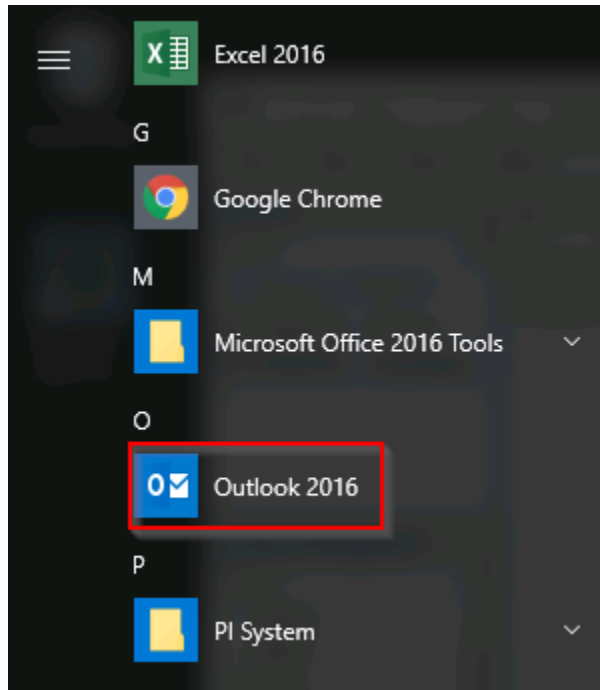 Excel 2016
G
Google Chrome
M
Microsoft Office 2016 Tools
O
Outlook 2016
P
PI System